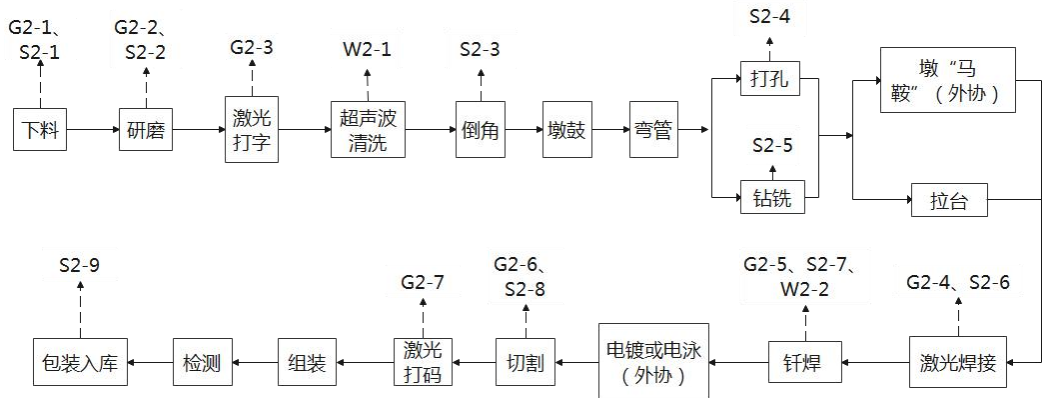 G2-1、
S2-1
G2-2、
S2-2
G2-3
W2-1
S2-3
S2-4
下料
研磨
激光
打字
超声波
清洗
倒角
墩鼓
弯管
打孔
S2-5
钻铣
墩“马
鞍”（外协）
拉台
S2-9
G2-7
G2-6、
S2-8
G2-5、S2-7、
W2-2
G2-4、S2-6
包装入库
检测
组装
激光
打码
切割
电镀或电泳
（外协）
钎焊
激光焊接